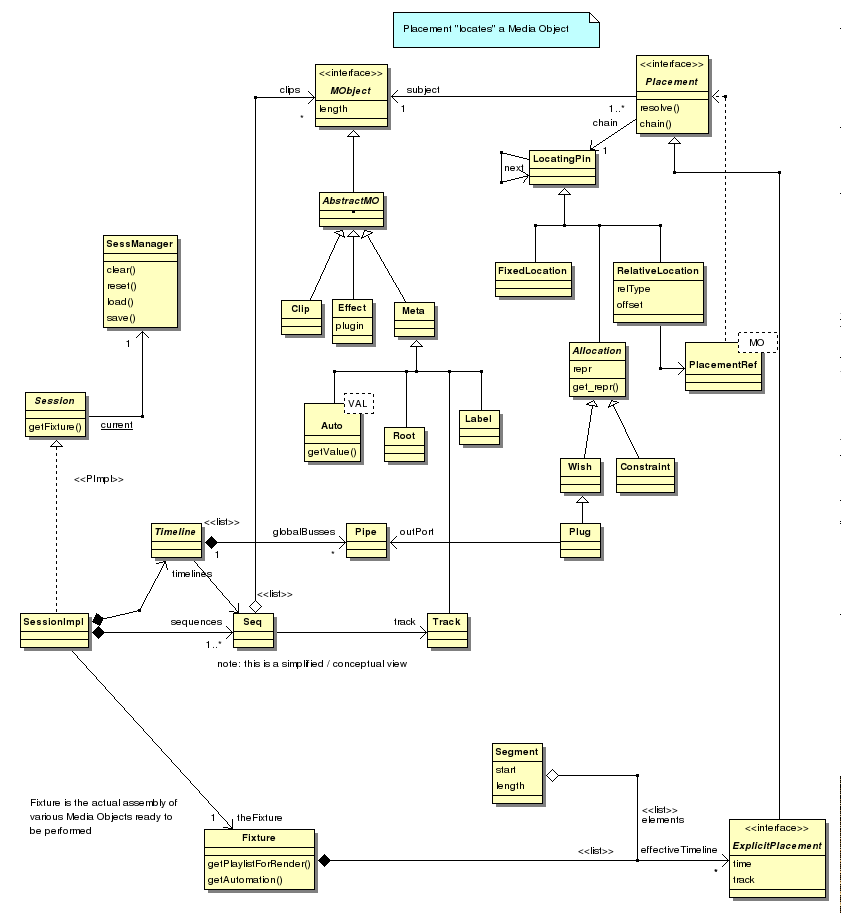 Placement "locates" a Media Object
<<interface>>
MObject
length
clips
*
subject
1
<<interface>>
Placement
resolve()
chain()
1..*
chain
1
LocatingPin
next
AbstractMO
SessManager
clear()
reset()
load()
save()
1
FixedLocation
RelativeLocation
relType
offset
Clip
Effect
plugin
Meta
MO
PlacementRef
Allocation
repr
get_repr()
Session
getFixture()
current
VAL
Auto
getValue()
Root
Label
Wish
Constraint
<<PImpl>>
Timeline
<<list>>
1
globalBusses
*
Pipe
outPort
Plug
timelines
<<list>>
SessionImpl
sequences
1..*
Seq
track
Track
note: this is a simplified / conceptual view
Segment
start
length
Fixture is the actual assembly of
various Media Objects ready to
be performed
1
theFixture
<<list>>
elements
Fixture
getPlaylistForRender()
getAutomation()
<<list>>
effectiveTimeline
*
<<interface>>
ExplicitPlacement
time
track